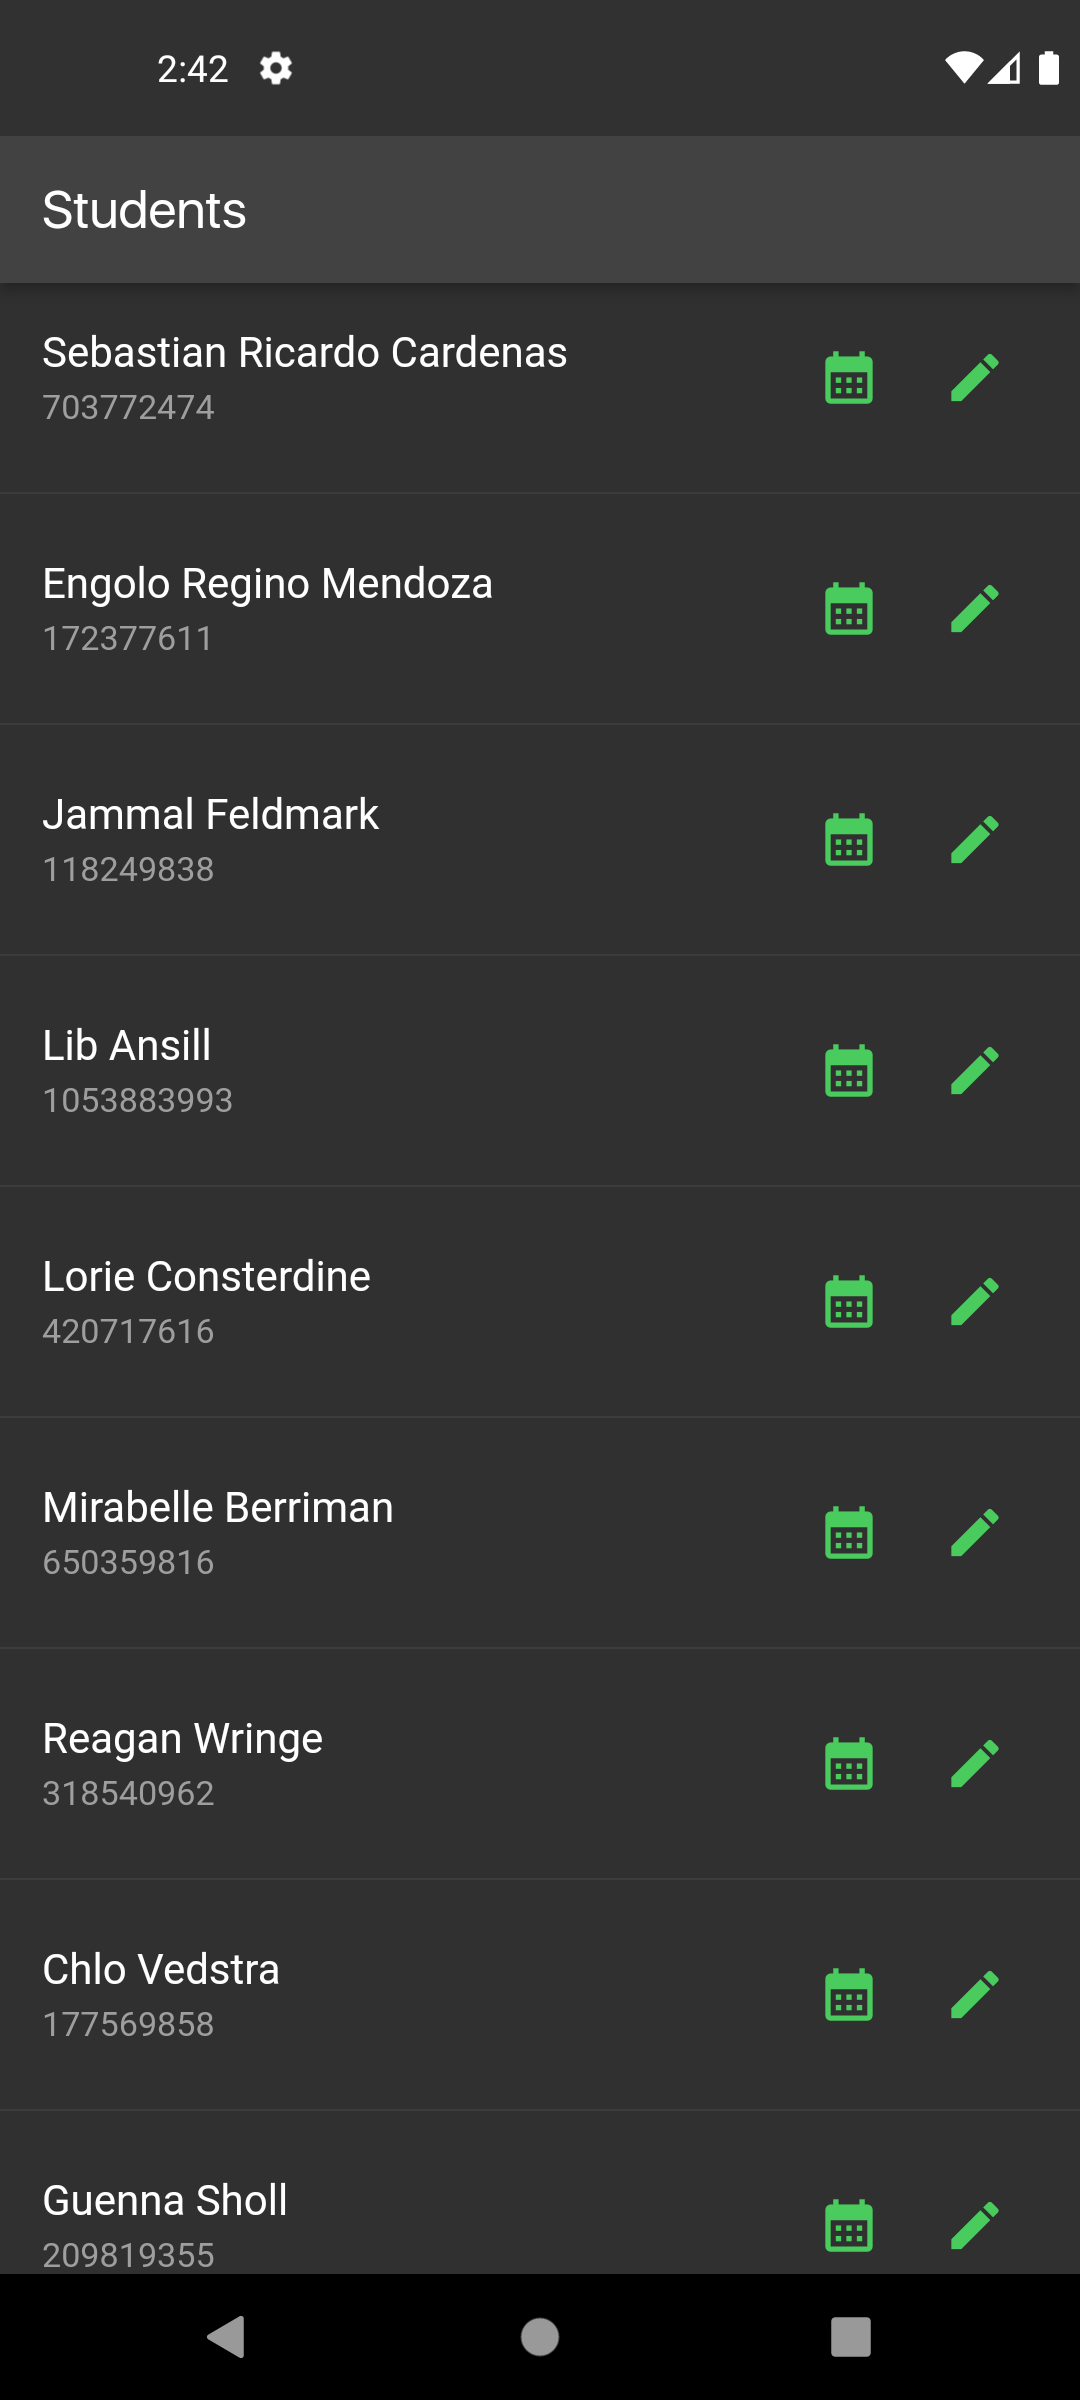 2:42
Students
Sebastian Ricardo Cardenas
703772474
Engolo Regino Mendoza
172377611
Jammal Feldmark
118249838
Lib Ansill
1053883993
Lorie Consterdine
420717616
Mirabelle Berriman
650359816
Reagan Wringe
318540962
Chlo Vedstra
177569858
Guenna Sholl
209819355